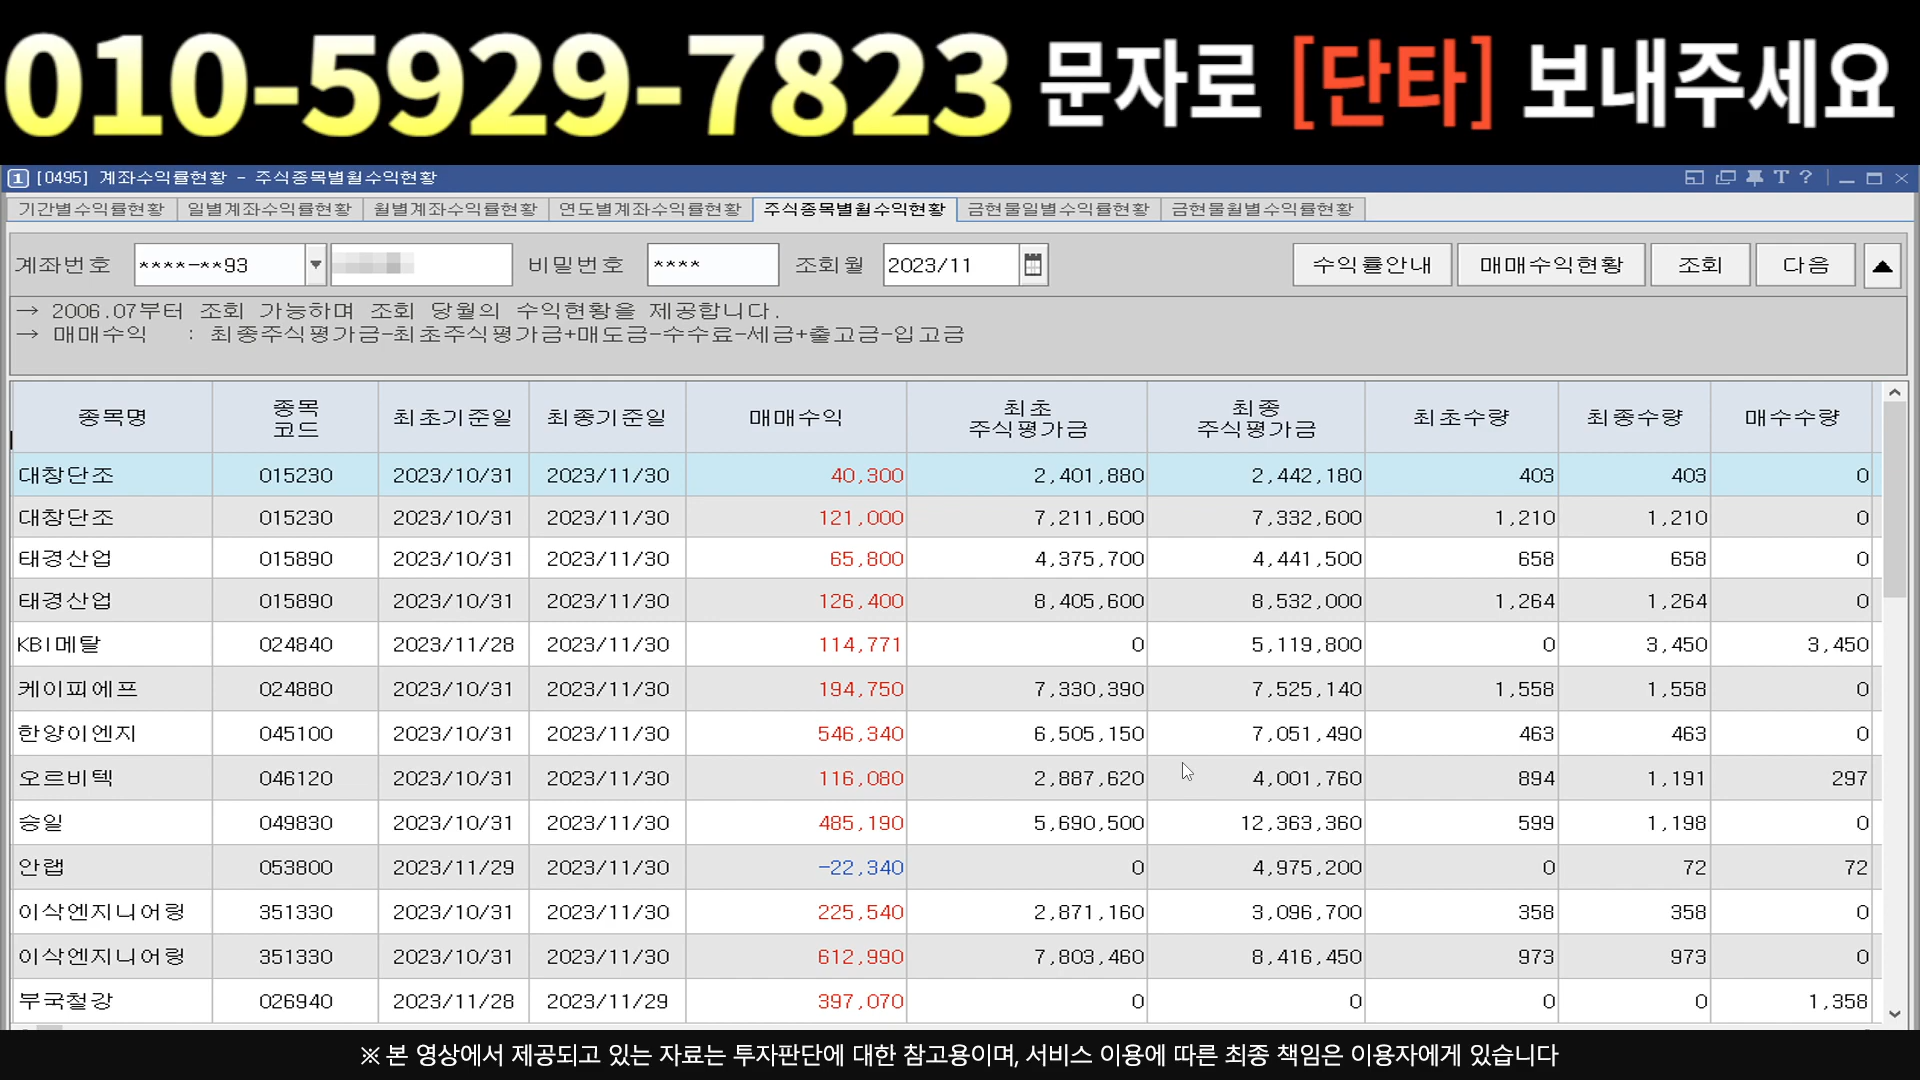 010-5929-7823 문자로 [단타] 보내주세요
1 [0495] 계좌수익률현황 - 주식종목별월수익현황
기간별수익률현황 일별계좌수익률현황 월별계좌수익률현황 연도별계좌수익률현황 주식종목별월수익현황 금현물일별수익률현황 금현물월별수익률현황
계좌번호 ****-**93 비밀번호 **** 조회월 2023/11 수익률안내 매매수익현황 조회 다음
→ 2006.07부터 조회 가능하며 조회 당월의 수익현황을 제공합니다.
→ 매매수익 : 최종주식평가금-최초주식평가금+매도금-수수료-세금+출고금-입고금
종목명 종목코드 최초기준일 최종기준일 매매수익 최초주식평가금 최종주식평가금 최초수량 최종수량 매수수량
대창단조 015230 2023/10/31 2023/11/30 40,300 2,401,880 2,442,180 403 403 0
대창단조 015230 2023/10/31 2023/11/30 121,000 7,211,600 7,332,600 1,210 1,210 0
태경산업 015890 2023/10/31 2023/11/30 65,800 4,375,700 4,441,500 658 658 0
태경산업 015890 2023/10/31 2023/11/30 126,400 8,405,600 8,532,000 1,264 1,264 0
KBI메탈 024840 2023/11/28 2023/11/30 114,771 0 5,119,800 0 3,450 3,450
케이피에프 024880 2023/10/31 2023/11/30 194,750 7,330,390 7,525,140 1,558 1,558 0
한양이엔지 045100 2023/10/31 2023/11/30 546,340 6,505,150 7,051,490 463 463 0
오르비텍 046120 2023/10/31 2023/11/30 116,080 2,887,620 4,001,760 894 1,191 297
승일 049830 2023/10/31 2023/11/30 485,190 5,690,500 12,363,360 599 1,198 0
안랩 053800 2023/11/29 2023/11/30 -22,340 0 4,975,200 0 72 72
이삭엔지니어링 351330 2023/10/31 2023/11/30 225,540 2,871,160 3,096,700 358 358 0
이삭엔지니어링 351330 2023/10/31 2023/11/30 612,990 7,803,460 8,416,450 973 973 0
부국철강 026940 2023/11/28 2023/11/29 397,070 0 0 0 0 1,358
※ 본 영상에서 제공되고 있는 자료는 투자판단에 대한 참고용이며, 서비스 이용에 따른 최종 책임은 이용자에게 있습니다